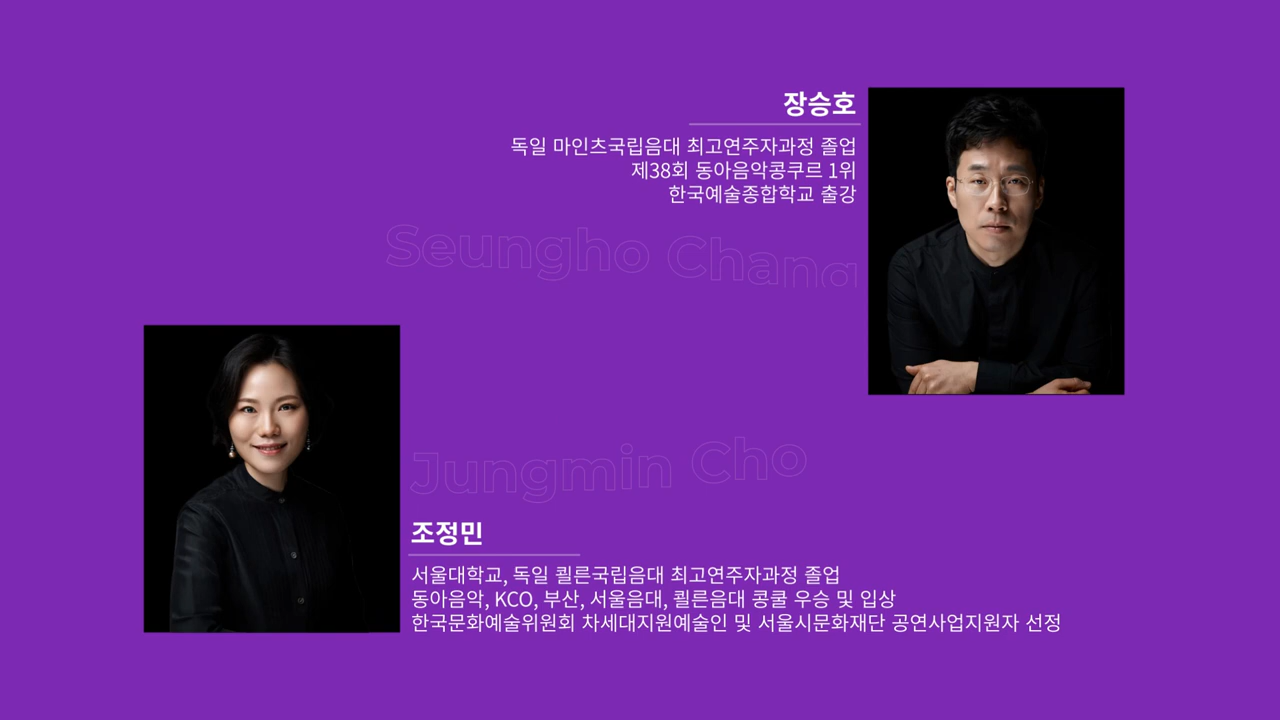 장승호
독일 마인츠국립음대 최고연주자과정 졸업
제38회 동아음악콩쿠르 1위
한국예술종합학교 출강
Seungho Chang
Jungmin Cho
조정민
서울대학교, 독일 쾰른국립음대 최고연주자과정 졸업
동아음악, KCO, 부산, 서울음대, 쾰른음대 콩쿨 우승 및 입상
한국문화예술위원회 차세대지원예술인 및 서울시문화재단 공연사업지원자 선정